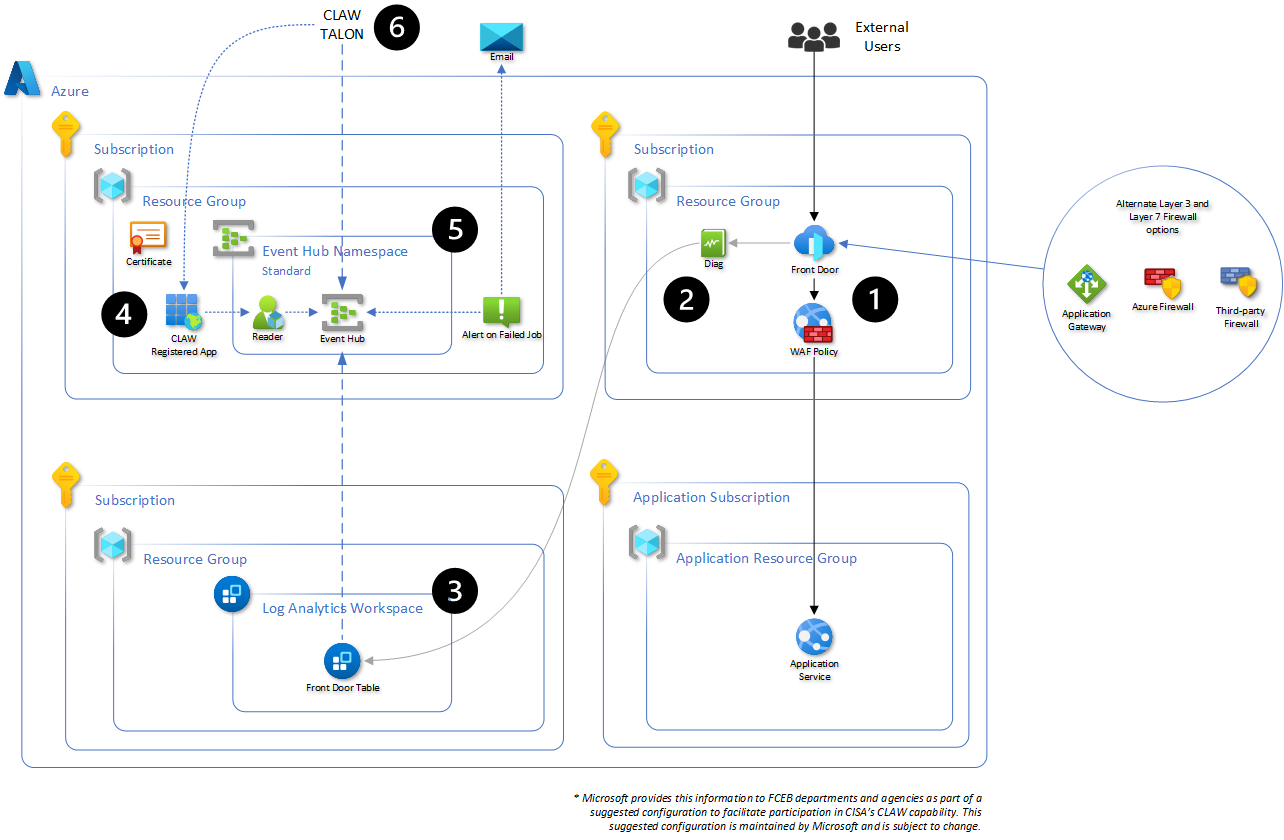 CLAW
TALON
6
Email
External
Users
Azure
Subscription
Resource Group
Certificate
Event Hub Namespace
Standard
5
4
CLAW
Registered App
Reader
Event Hub
Alert on Failed Job
Subscription
Resource Group
Diag
Front Door
2
1
WAF Policy
Alternate Layer 3 and
Layer 7 Firewall
options
Application
Gateway
Azure Firewall
Third-party
Firewall
Subscription
Resource Group
3
Log Analytics Workspace
Front Door Table
Application Subscription
Application Resource Group
Application
Service
* Microsoft provides this information to FCEB departments and agencies as part of a
suggested configuration to facilitate participation in CISA's CLAW capability. This
suggested configuration is maintained by Microsoft and is subject to change.